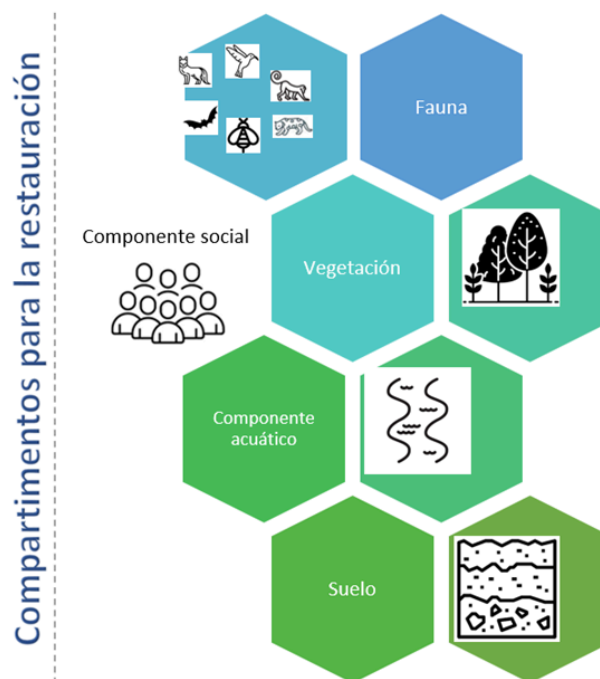 Compartimentos para la restauración
Fauna
Componente social
Vegetación
Componente
acuático
Suelo